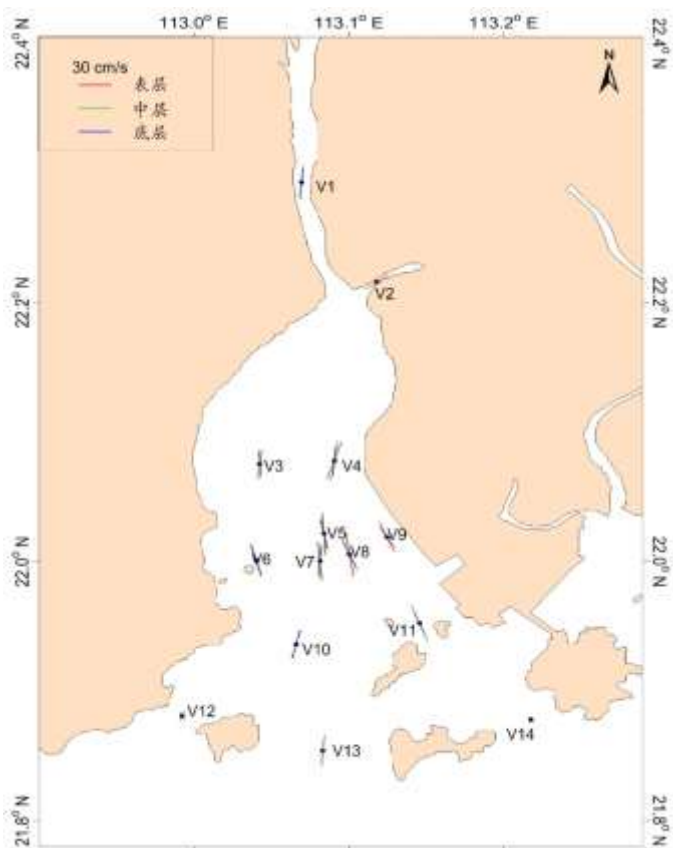 113.0° E 113.1° E 113.2° E
22.4° N
22.4° N
30 cm/s
表层
中层
底层
N
V1
V2
22.2° N
22.2° N
V3
V4
V5
V9
V8
V6
V7
22.0° N
22.0° N
V11
V10
V12
V14
V13
21.8° N
21.8° N